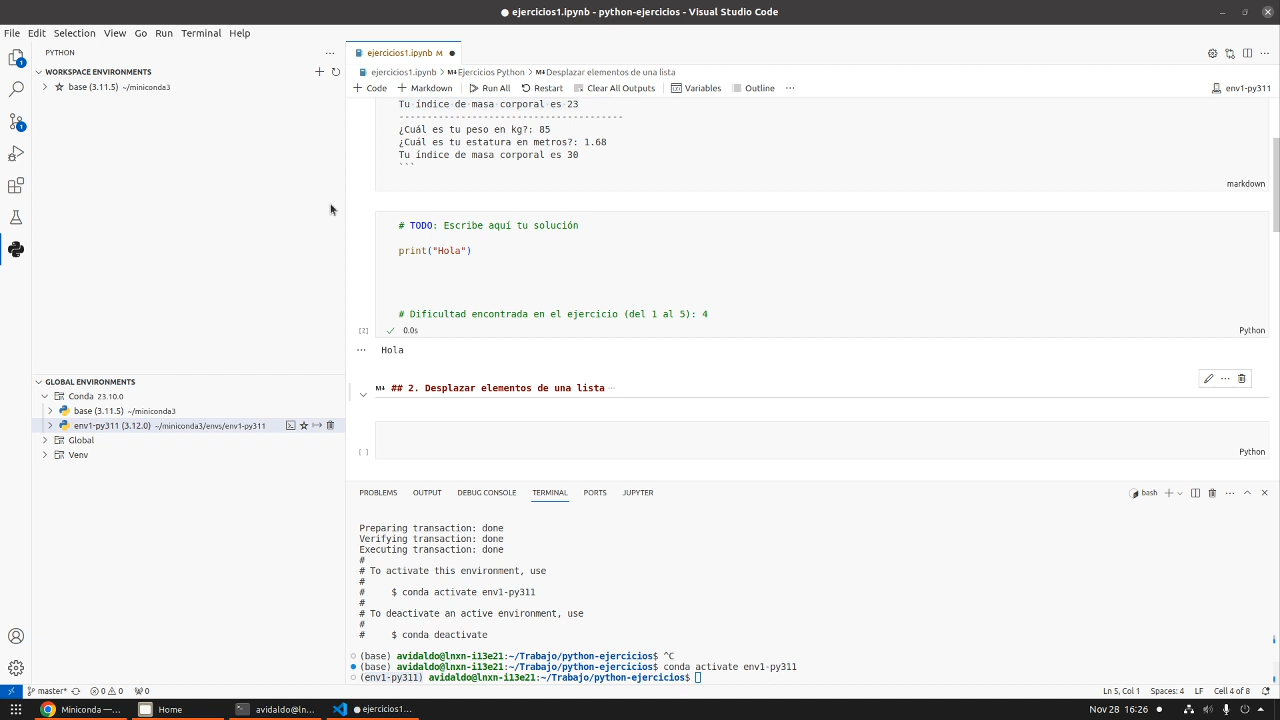 ● ejercicios1.ipynb - python-ejercicios - Visual Studio Code
File Edit Selection View Go Run Terminal Help
PYTHON
WORKSPACE ENVIRONMENTS
base (3.11.5) ~/miniconda3
GLOBAL ENVIRONMENTS
Conda 23.10.0
base (3.11.5) ~/miniconda3
env1-py311 (3.12.0) ~/miniconda3/envs/env1-py311
Global
Venv
1
1
ejercicios1.ipynb M ●
ejercicios1.ipynb > M↓Ejercicios Python > M↓Desplazar elementos de una lista
+ Code + Markdown Run All Restart Clear All Outputs Variables Outline ··· env1-py311
Tu índice de masa corporal es 23
----------------------------------------
¿Cuál es tu peso en kg?: 85
¿Cuál es tu estatura en metros?: 1.68
Tu índice de masa corporal es 30
```
markdown
# TODO: Escribe aquí tu solución
print("Hola")
# Dificultad encontrada en el ejercicio (del 1 al 5): 4
[2] ✓ 0.0s Python
··· Hola
M↓ ## 2. Desplazar elementos de una lista ···
[ ] Python
PROBLEMS OUTPUT DEBUG CONSOLE TERMINAL PORTS JUPYTER bash
Preparing transaction: done
Verifying transaction: done
Executing transaction: done
#
# To activate this environment, use
#
#     $ conda activate env1-py311
#
# To deactivate an active environment, use
#
#     $ conda deactivate
(base) avidaldo@lnxn-i13e21:~/Trabajo/python-ejercicios$ ^C
(base) avidaldo@lnxn-i13e21:~/Trabajo/python-ejercicios$ conda activate env1-py311
(env1-py311) avidaldo@lnxn-i13e21:~/Trabajo/python-ejercicios$
master* 0 0 0 Ln 5, Col 1 Spaces: 4 LF Cell 4 of 8
Miniconda —... Home avidaldo@ln... ● ejercicios1... Nov 28 16:26